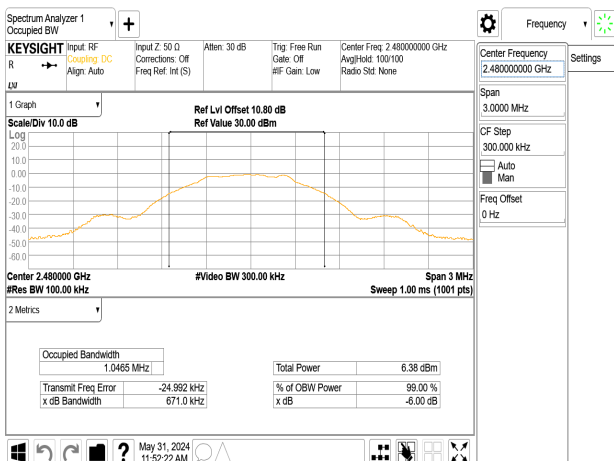 Spectrum Analyzer 1
Occupied BW
Frequency
KEYSIGHT
R
LXI
Input: RF
Coupling: DC
Align: Auto
Input Z: 50 Ω
Corrections: Off
Freq Ref: Int (S)
Atten: 30 dB
Trig: Free Run
Gate: Off
#IF Gain: Low
Center Freq: 2.480000000 GHz
Avg|Hold: 100/100
Radio Std: None
Center Frequency
2.480000000 GHz
Settings
Span
3.0000 MHz
CF Step
300.000 kHz
Auto
Man
Freq Offset
0 Hz
1 Graph
Scale/Div 10.0 dB
Ref Lvl Offset 10.80 dB
Ref Value 30.00 dBm
Log
20.0
10.0
0.00
-10.0
-20.0
-30.0
-40.0
-50.0
-60.0
Center 2.480000 GHz
#Video BW 300.00 kHz
Span 3 MHz
#Res BW 100.00 kHz
Sweep 1.00 ms (1001 pts)
2 Metrics
Occupied Bandwidth
1.0465 MHz
Total Power 6.38 dBm
Transmit Freq Error -24.992 kHz
% of OBW Power 99.00 %
x dB Bandwidth 671.0 kHz
x dB -6.00 dB
?
May 31, 2024
11:52:22 AM